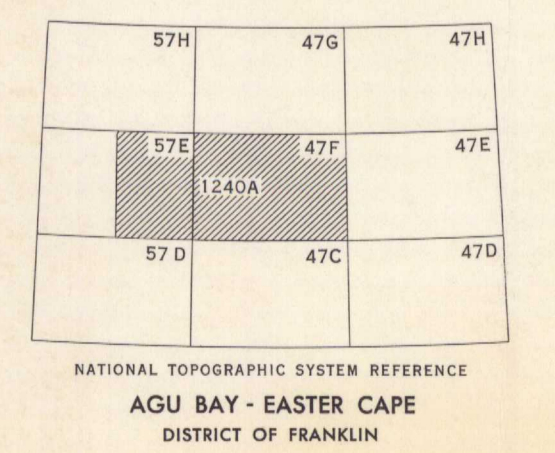 57H 47G 47H
57E 47F 47E
1240A
57 D 47C 47D
NATIONAL TOPOGRAPHIC SYSTEM REFERENCE
AGU BAY - EASTER CAPE
DISTRICT OF FRANKLIN